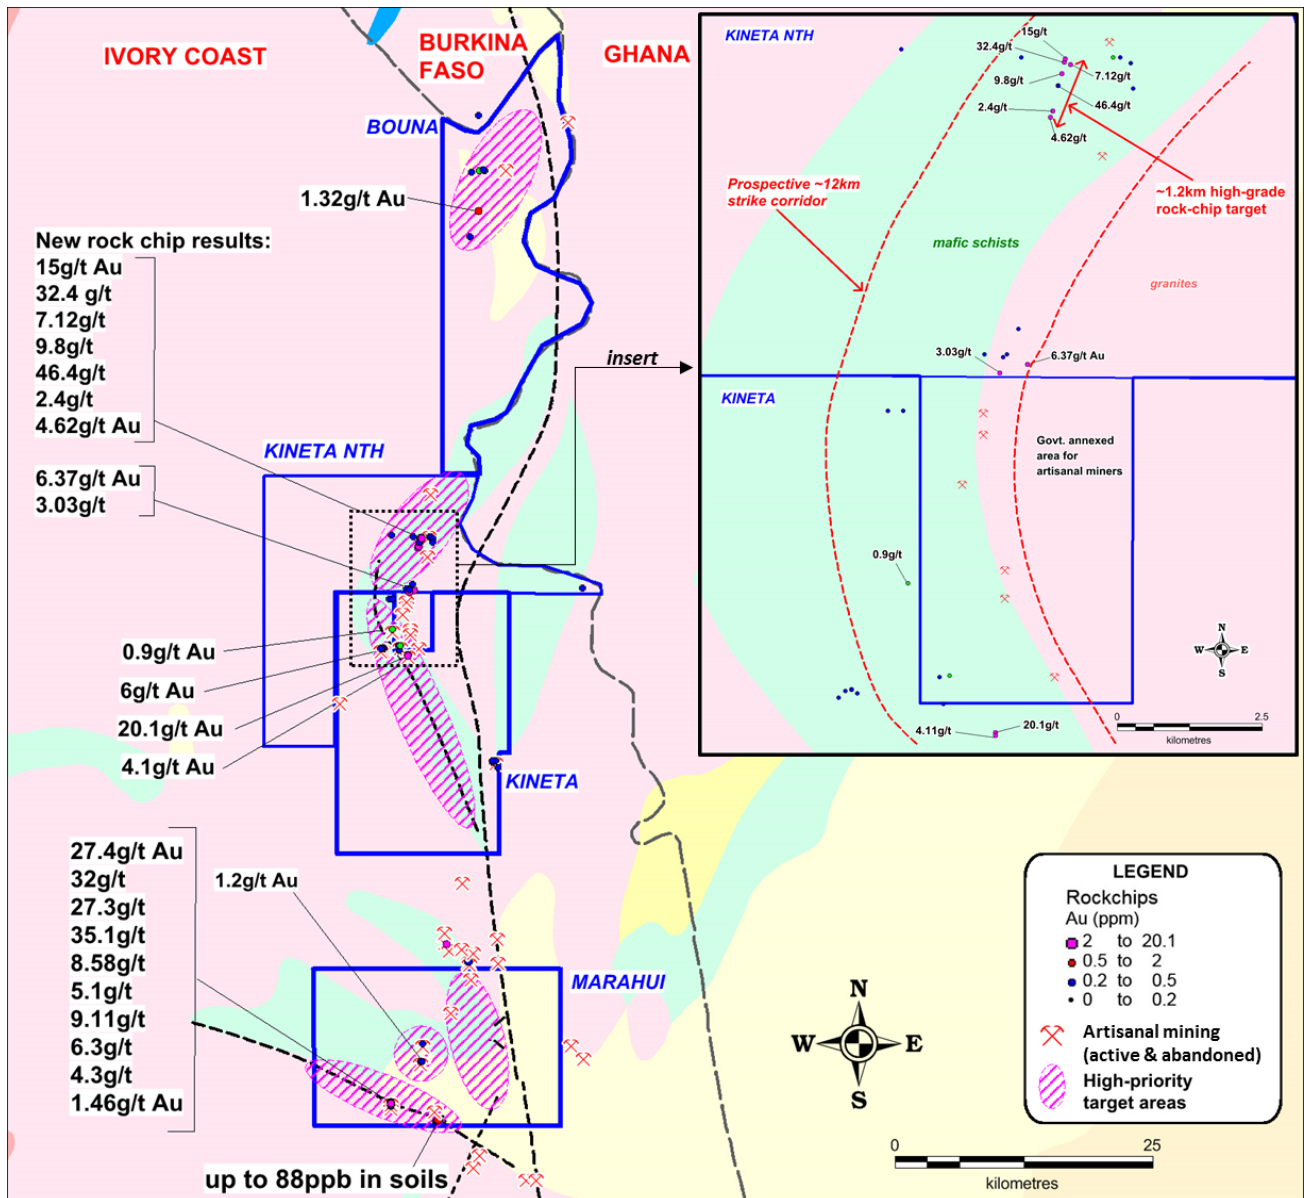 IVORY COAST
BURKINA
FASO
GHANA
BOUNA
1.32g/t Au
New rock chip results:
15g/t Au
32.4 g/t
7.12g/t
9.8g/t
46.4g/t
2.4g/t
4.62g/t Au
KINETA NTH
6.37g/t Au
3.03g/t
insert
0.9g/t Au
6g/t Au
20.1g/t Au
4.1g/t Au
KINETA
27.4g/t Au
32g/t
27.3g/t
35.1g/t
8.58g/t
5.1g/t
9.11g/t
6.3g/t
4.3g/t
1.46g/t Au
1.2g/t Au
MARAHUI
up to 88ppb in soils
KINETA NTH
15g/t
32.4g/t
9.8g/t
7.12g/t
2.4g/t
46.4g/t
4.62g/t
Prospective ~12km
strike corridor
~1.2km high-grade
rock-chip target
mafic schists
granites
3.03g/t
6.37g/t Au
KINETA
Govt. annexed
area for
artisanal miners
0.9g/t
4.11g/t
20.1g/t
N
W E
S
0 2.5
kilometres
LEGEND
Rockchips
Au (ppm)
2 to 20.1
0.5 to 2
0.2 to 0.5
0 to 0.2
Artisanal mining
(active & abandoned)
High-priority
target areas
N
W E
S
0 25
kilometres